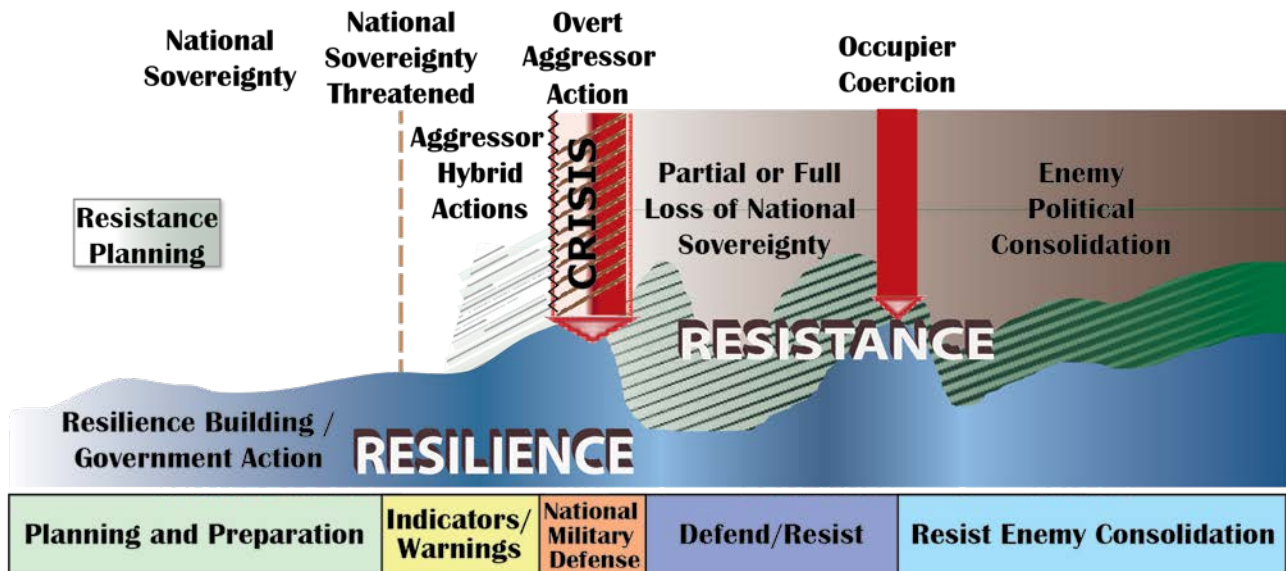 National
Sovereignty
National
Sovereignty
Threatened
Overt
Aggressor
Action
Occupier
Coercion
Aggressor
Hybrid
Actions
CRISIS
Partial or Full
Loss of National
Sovereignty
Enemy
Political
Consolidation
Resistance
Planning
RESISTANCE
Resilience Building /
Government Action
RESILIENCE
Planning and Preparation
Indicators/
Warnings
National
Military
Defense
Defend/Resist
Resist Enemy Consolidation